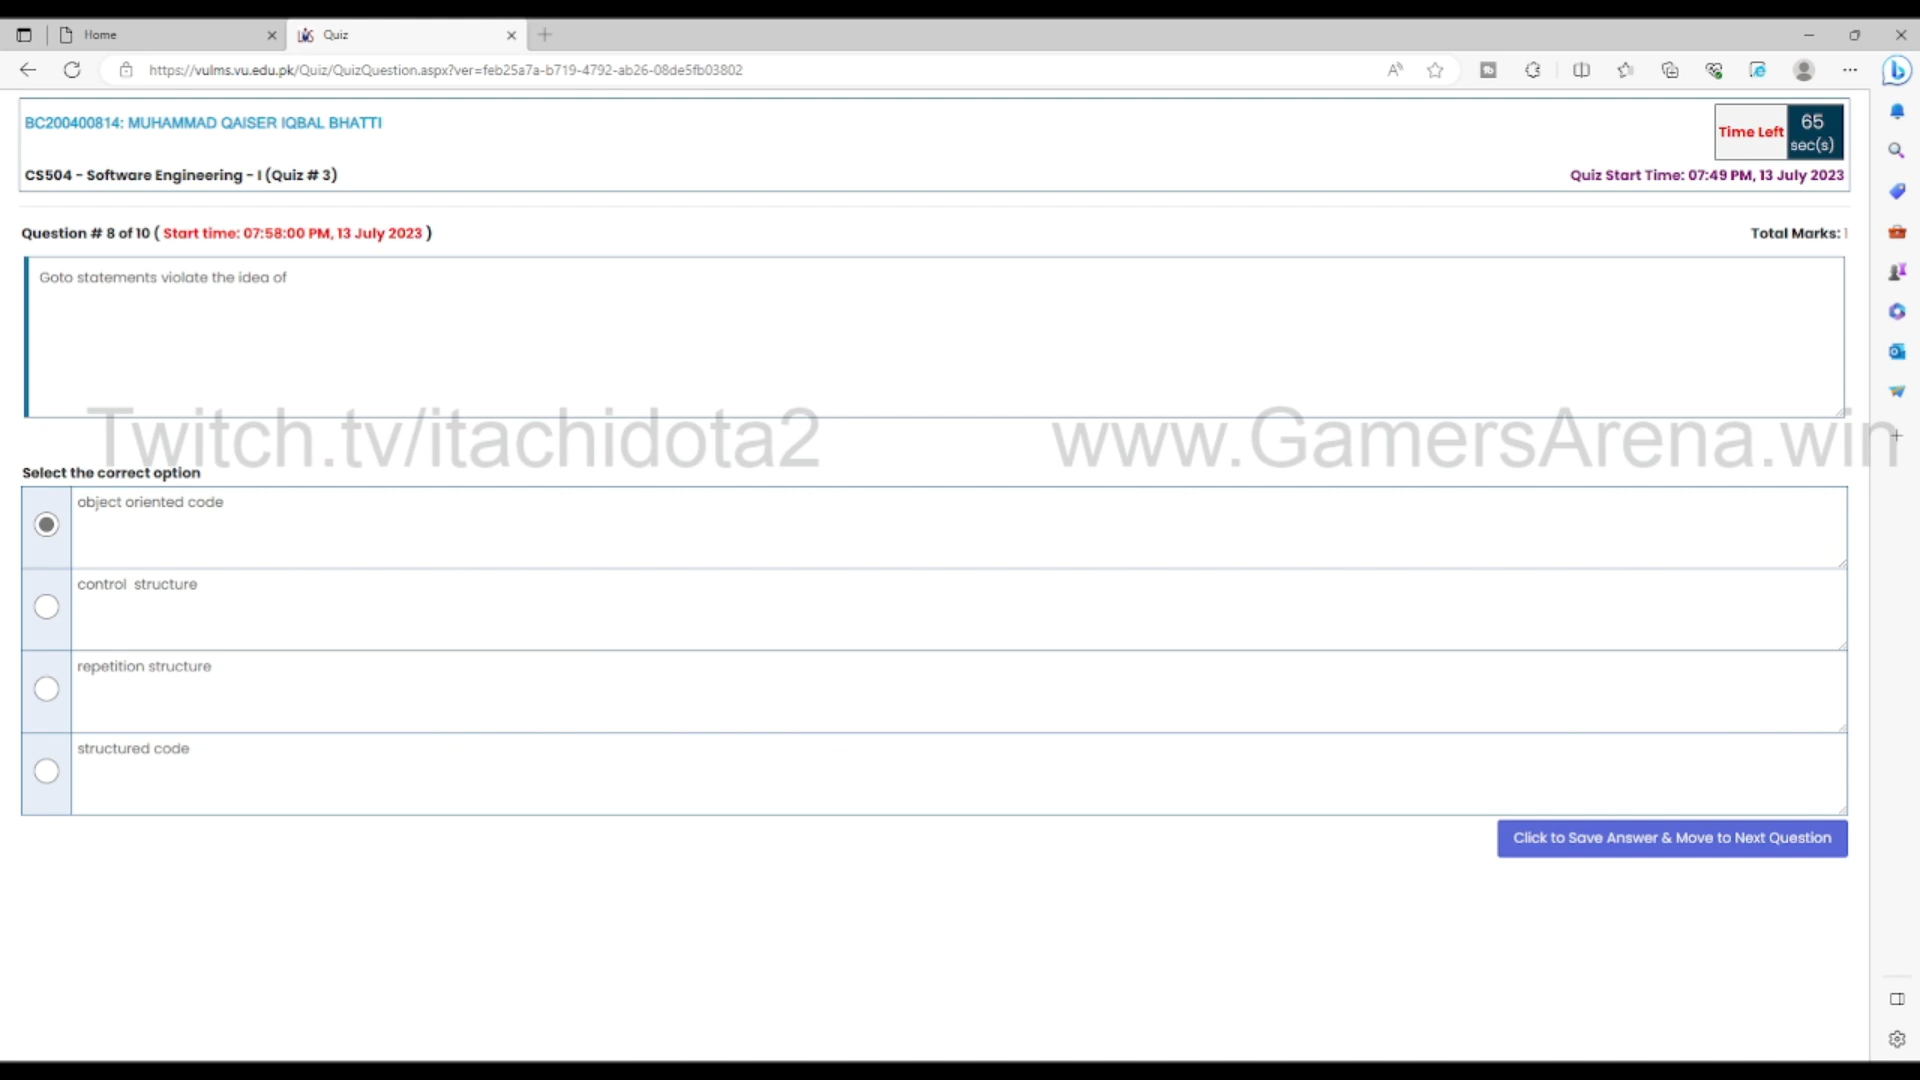 Home
Quiz
https://vulms.vu.edu.pk/Quiz/QuizQuestion.aspx?ver=feb25a7a-b719-4792-ab26-08de5fb03802
BC200400814: MUHAMMAD QAISER IQBAL BHATTI
Time Left
65
sec(s)
CS504 - Software Engineering - I (Quiz # 3)
Quiz Start Time: 07:49 PM, 13 July 2023
Question # 8 of 10 ( Start time: 07:58:00 PM, 13 July 2023 )
Total Marks: 1
Goto statements violate the idea of
Twitch.tv/itachidota2
www.GamersArena.win
Select the correct option
object oriented code
control structure
repetition structure
structured code
Click to Save Answer & Move to Next Question